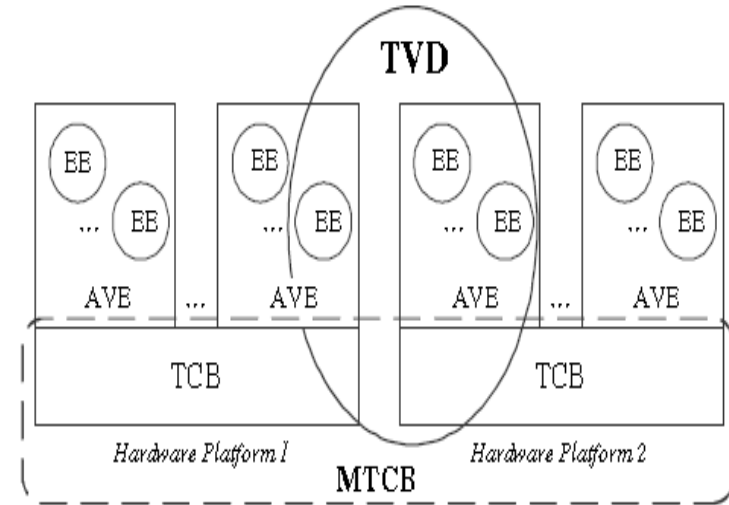 TVD
EE EE EE EE
... EE ... EE ... EE ... EE
AVE ... AVE AVE ... AVE
TCB TCB
Hardware Platform 1 Hardware Platform 2
MTCB